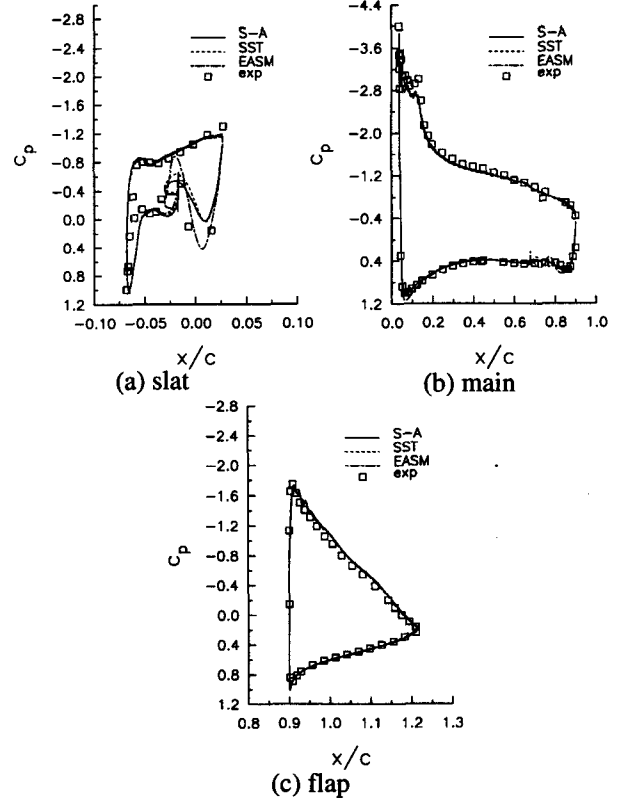 -2.8
-2.4
-2.0
-1.6
-1.2
-0.8
-0.4
0.0
0.4
0.8
1.2
Cp
S-A
SST
EASM
exp
-0.10 -0.05 0.00 0.05 0.10
x/c
(a) slat
-4.4
-3.6
-2.8
-2.0
-1.2
-0.4
0.4
1.2
Cp
S-A
SST
EASM
exp
0.0 0.2 0.4 0.6 0.8 1.0
x/c
(b) main
-2.8
-2.4
-2.0
-1.6
-1.2
-0.8
-0.4
0.0
0.4
0.8
1.2
Cp
S-A
SST
EASM
exp
0.8 0.9 1.0 1.1 1.2 1.3
x/c
(c) flap